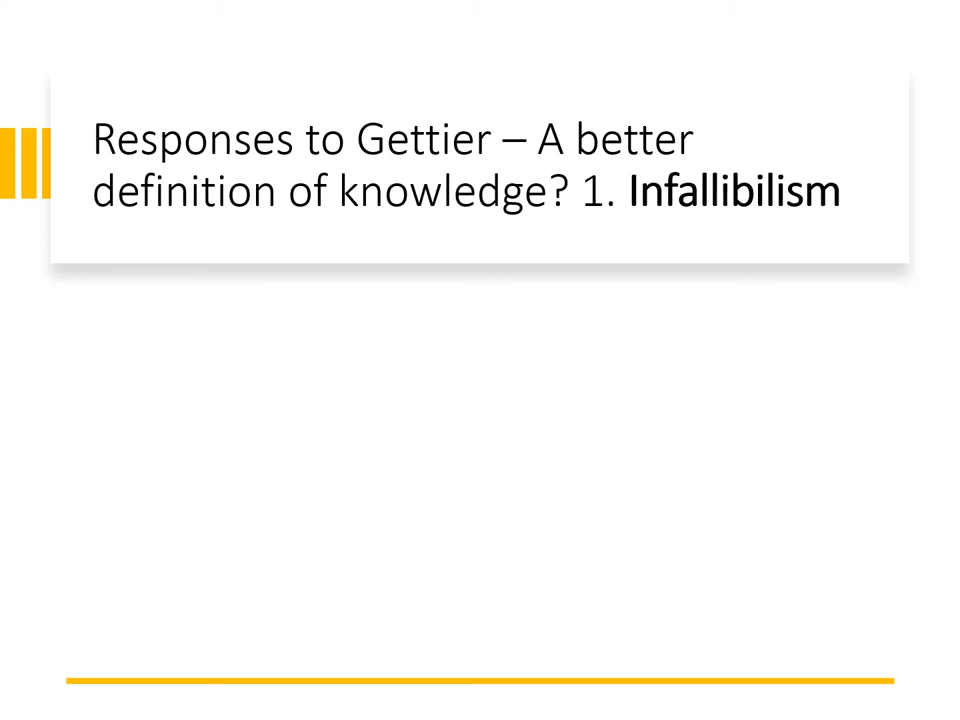 Responses to Gettier – A better
definition of knowledge? 1. Infallibilism